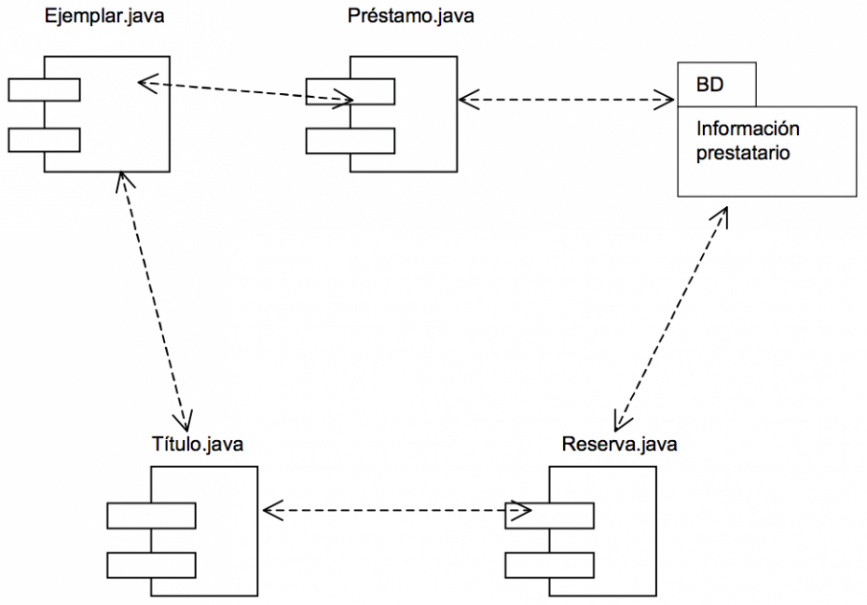 Ejemplar.java
Préstamo.java
BD
Información
prestatario
Título.java
Reserva.java